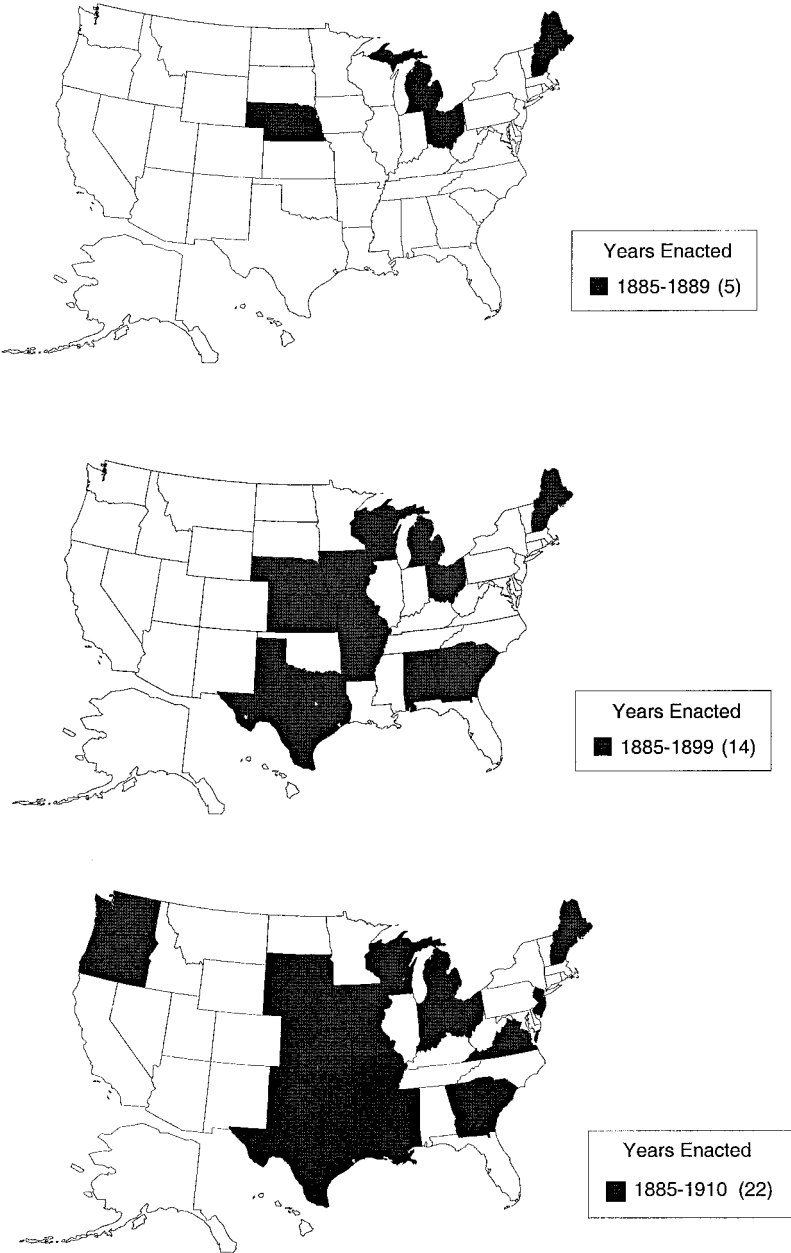 Years Enacted
1885-1889 (5)
Years Enacted
1885-1899 (14)
Years Enacted
1885-1910 (22)